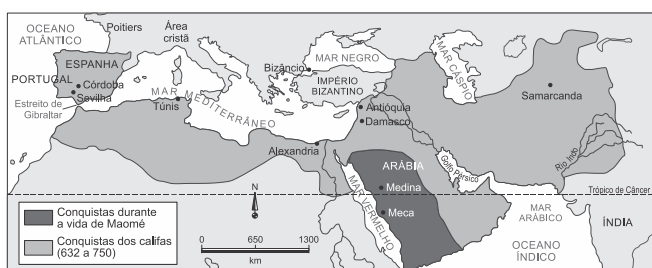 OCEANO
ATLÂNTICO
Poitiers
Área
cristã
ESPANHA
PORTUGAL
Córdoba
Sevilha
Estreito de
Gibraltar
MAR MEDITERRÂNEO
Túnis
Bizâncio
MAR NEGRO
IMPÉRIO
BIZANTINO
Antióquia
Damasco
Alexandria
MAR CÁSPIO
Samarcanda
Rio Indo
Golfo Pérsico
ARÁBIA
Medina
Meca
MAR VERMELHO
Trópico de Câncer
MAR
ARÁBICO
ÍNDIA
OCEANO
ÍNDICO
N
0 650 1300
km
Conquistas durante
a vida de Maomé
Conquistas dos califas
(632 a 750)